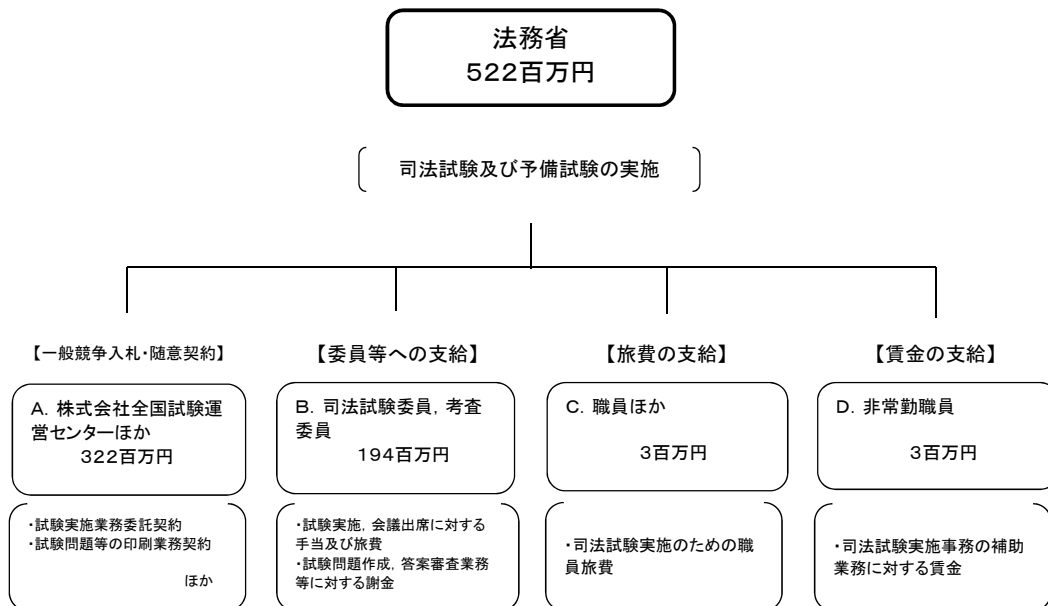 法務省
522百万円
司法試験及び予備試験の実施
【一般競争入札・随意契約】
【委員等への支給】
【旅費の支給】
【賃金の支給】
A. 株式会社全国試験運
営センターほか
322百万円
B. 司法試験委員, 考査
委員
194百万円
C. 職員ほか
3百万円
D. 非常勤職員
3百万円
・試験実施業務委託契約
・試験問題等の印刷業務契約
ほか
・試験実施, 会議出席に対する
手当及び旅費
・試験問題作成, 答案審査業務
等に対する謝金
・司法試験実施のための職
員旅費
・司法試験実施事務の補助
業務に対する賃金